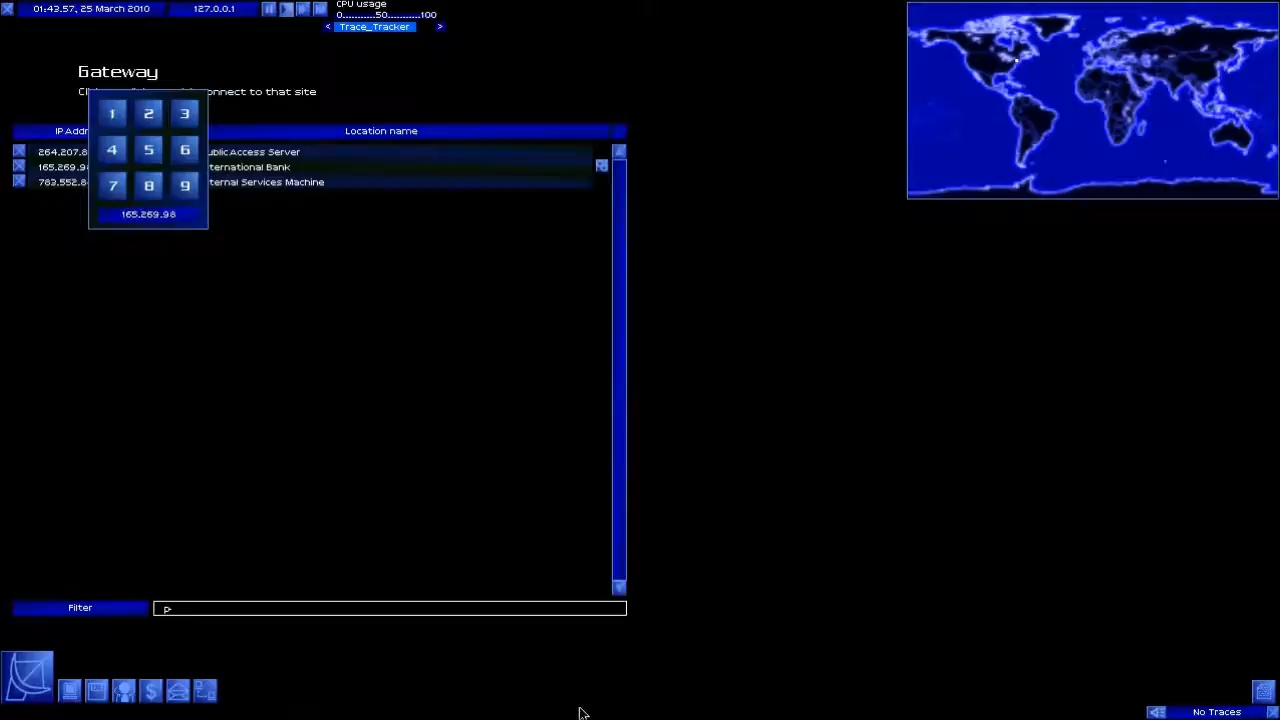 01:43.57, 25 March 2010
127.0.0.1
CPU usage
0...........50...........100
< Trace_Tracker >
Gateway
connect to that site
1 2 3
4 5 6
7 8 9
165.269.98
IP Addr
Location name
264.207.8 ublic Access Server
165.269.98 ternational Bank
763.552.8 ternal Services Machine
Filter
p
$
No Traces